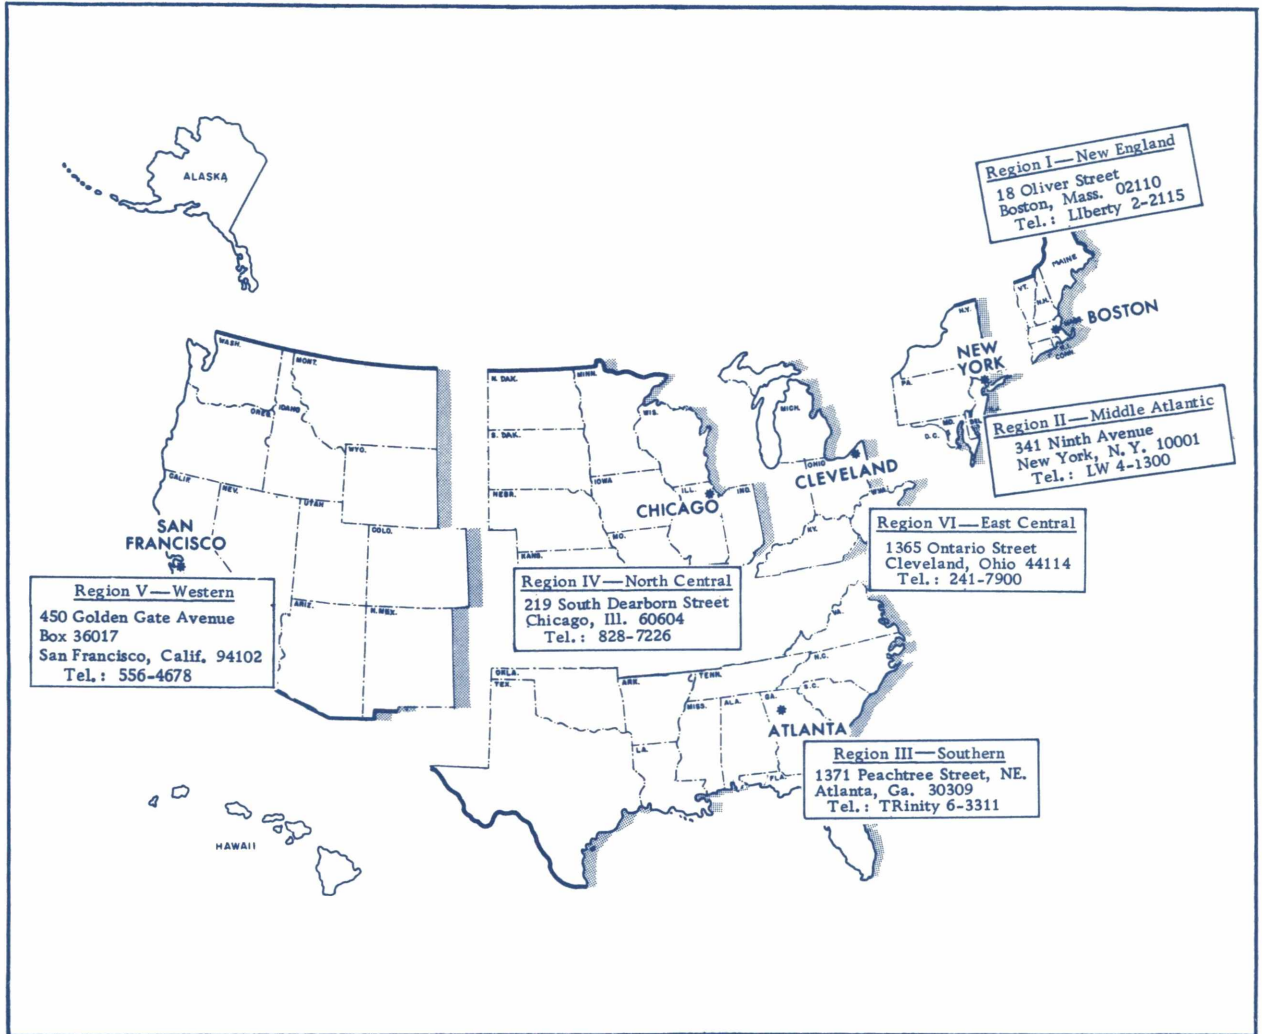 ALASKA
Region I—New England
18 Oliver Street
Boston, Mass. 02110
Tel.: LIberty 2-2115
MAINE
VT.
N.H.
MASS.
BOSTON
R.I.
CONN.
N.Y.
NEW
YORK
PA.
N.J.
MD.
DEL.
D.C.
Region II—Middle Atlantic
341 Ninth Avenue
New York, N.Y. 10001
Tel.: LW 4-1300
WASH.
MONT.
OREG.
IDAHO
WYO.
CALIF.
NEV.
UTAH
COLO.
ARIZ.
N.MEX.
SAN
FRANCISCO
Region V—Western
450 Golden Gate Avenue
Box 36017
San Francisco, Calif. 94102
Tel.: 556-4678
N. DAK.
MINN.
S. DAK.
WIS.
NEBR.
IOWA
ILL.
IND.
KANS.
MO.
CHICAGO
Region IV—North Central
219 South Dearborn Street
Chicago, Ill. 60604
Tel.: 828-7226
MICH.
OHIO
CLEVELAND
W.VA.
KY.
Region VI—East Central
1365 Ontario Street
Cleveland, Ohio 44114
Tel.: 241-7900
VA.
N.C.
OKLA.
TEX.
ARK.
TENN.
MISS.
ALA.
GA.
S.C.
LA.
FLA.
ATLANTA
Region III—Southern
1371 Peachtree Street, NE.
Atlanta, Ga. 30309
Tel.: TRinity 6-3311
HAWAII